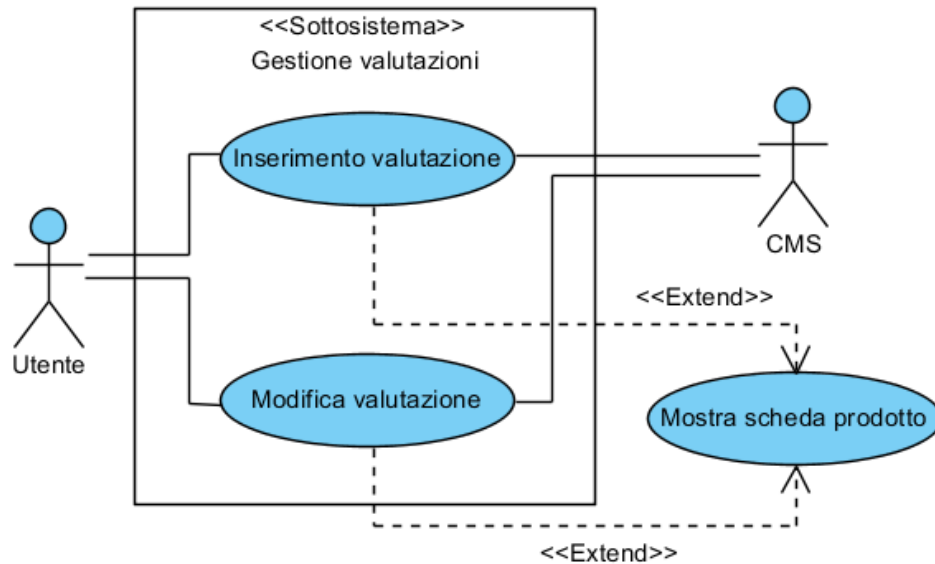 <<Sottosistema>>
Gestione valutazioni
Inserimento valutazione
CMS
<<Extend>>
Utente
Modifica valutazione
Mostra scheda prodotto
<<Extend>>